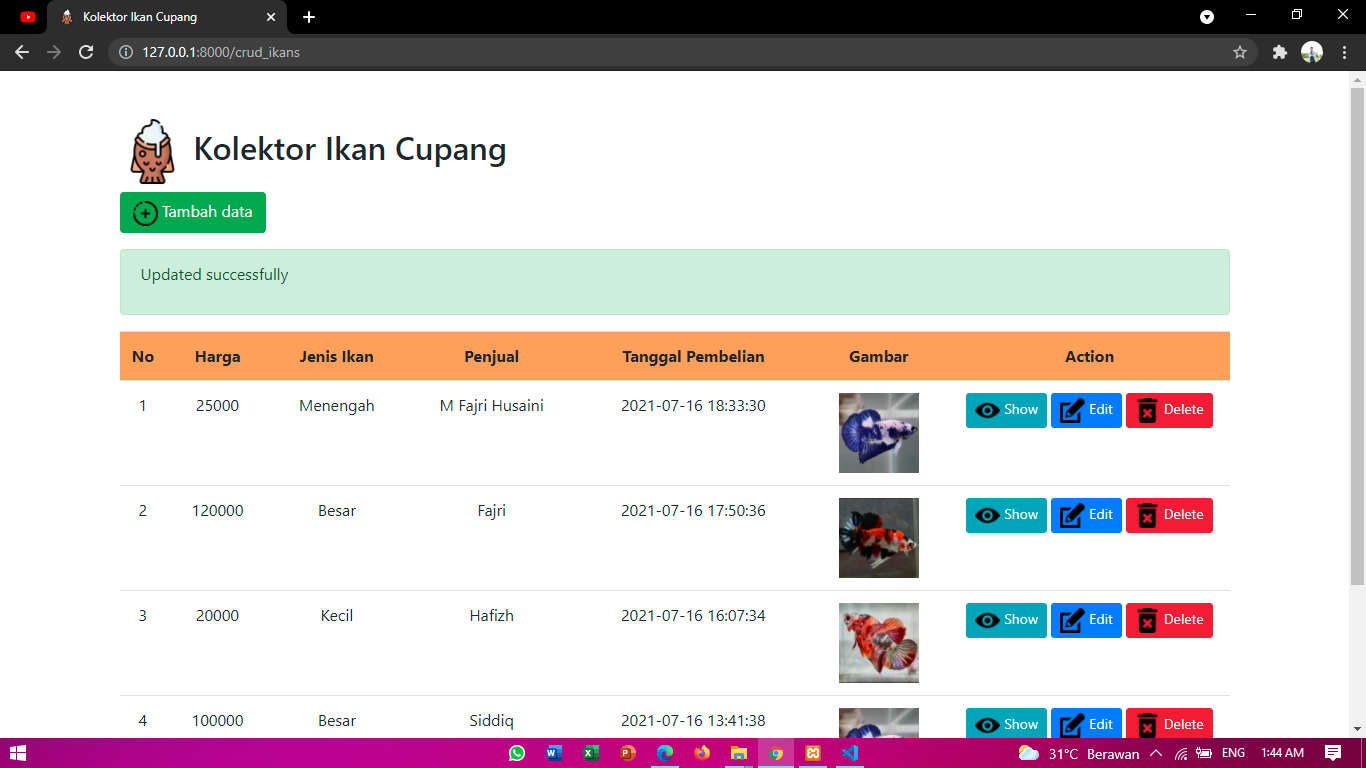 Kolektor Ikan Cupang
127.0.0.1:8000/crud_ikans
Kolektor Ikan Cupang
Tambah data
Updated successfully
No Harga Jenis Ikan Penjual Tanggal Pembelian Gambar Action
1 25000 Menengah M Fajri Husaini 2021-07-16 18:33:30 Show Edit Delete
2 120000 Besar Fajri 2021-07-16 17:50:36 Show Edit Delete
3 20000 Kecil Hafizh 2021-07-16 16:07:34 Show Edit Delete
4 100000 Besar Siddiq 2021-07-16 13:41:38 Show Edit Delete
31°C Berawan ENG 1:44 AM